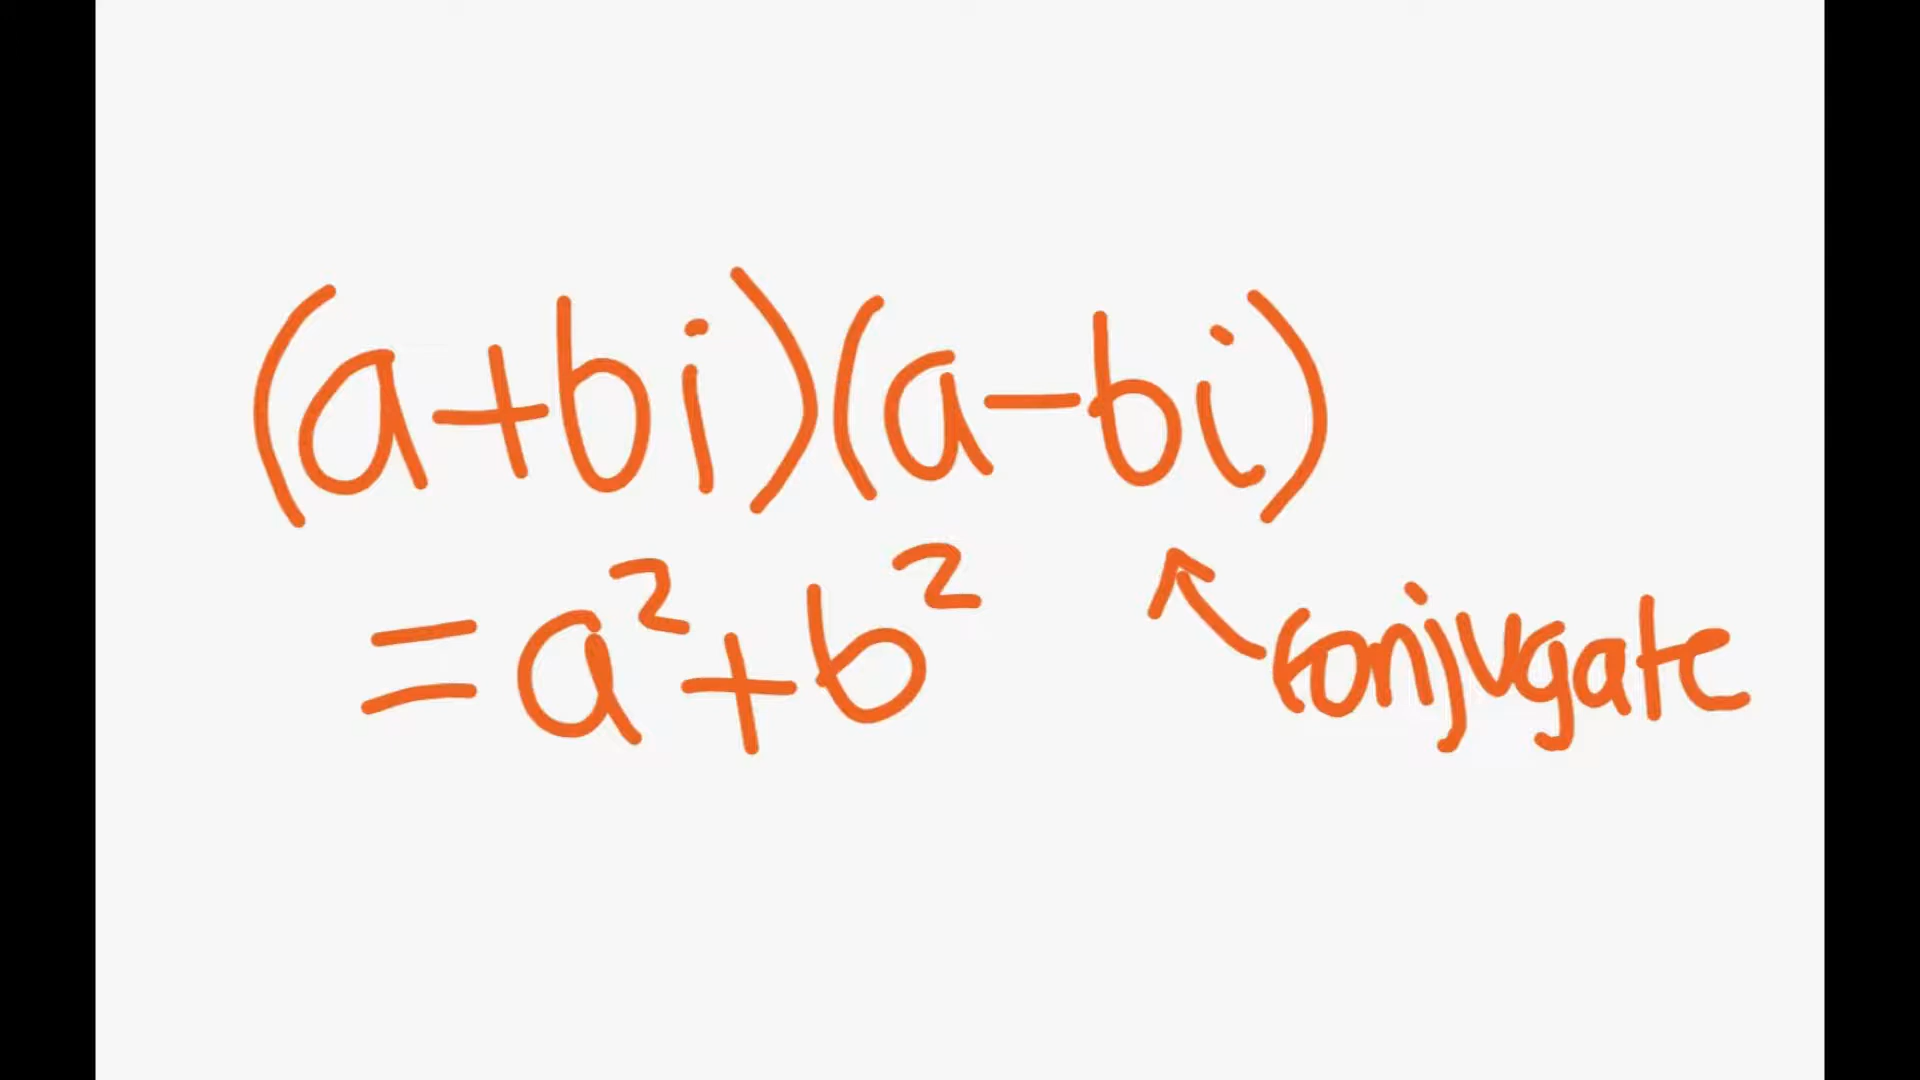 (a+bi)(a-bi)
=a²+b²
conjugate